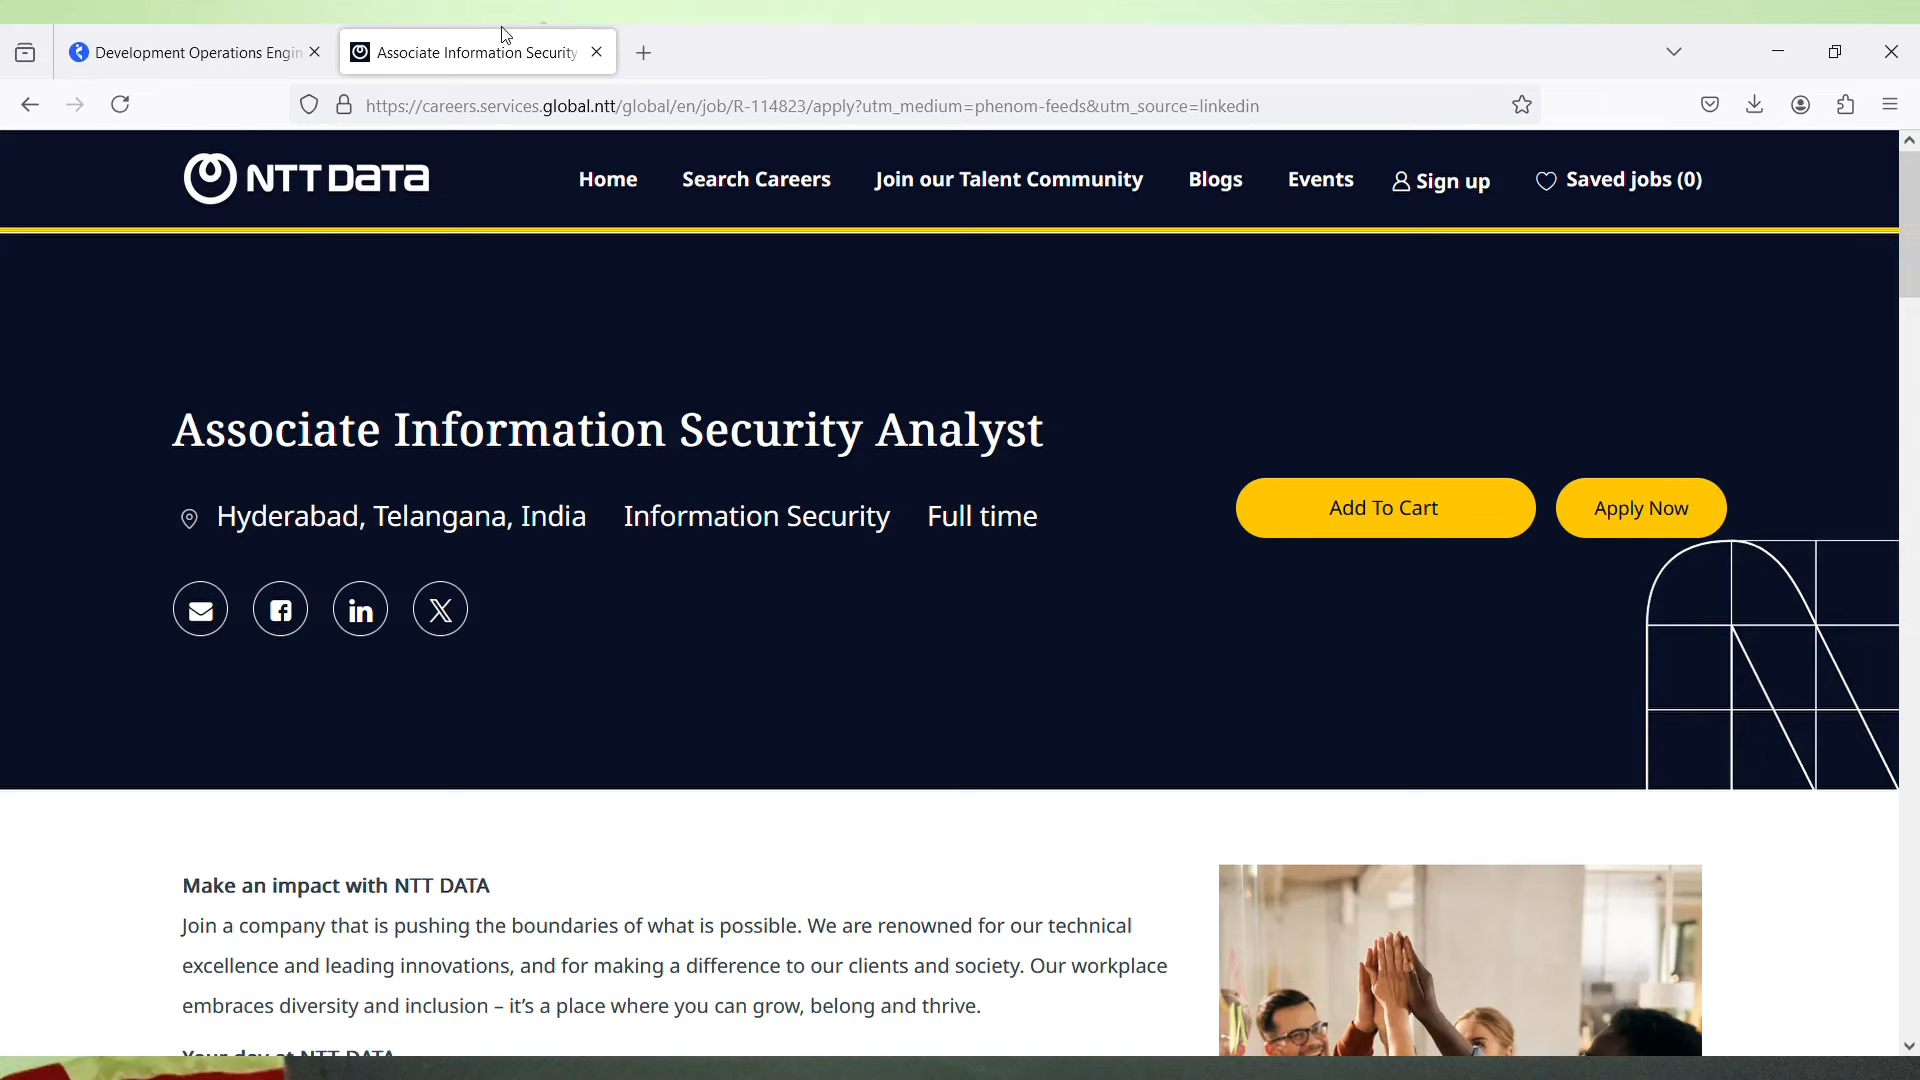 Development Operations Engin
Associate Information Security
https://careers.services.global.ntt/global/en/job/R-114823/apply?utm_medium=phenom-feeds&utm_source=linkedin
NTT DATA
Home
Search Careers
Join our Talent Community
Blogs
Events
Sign up
Saved jobs (0)
Associate Information Security Analyst
Hyderabad, Telangana, India Information Security Full time
Add To Cart
Apply Now
Make an impact with NTT DATA
Join a company that is pushing the boundaries of what is possible. We are renowned for our technical
excellence and leading innovations, and for making a difference to our clients and society. Our workplace
embraces diversity and inclusion – it’s a place where you can grow, belong and thrive.
Your day at NTT DATA